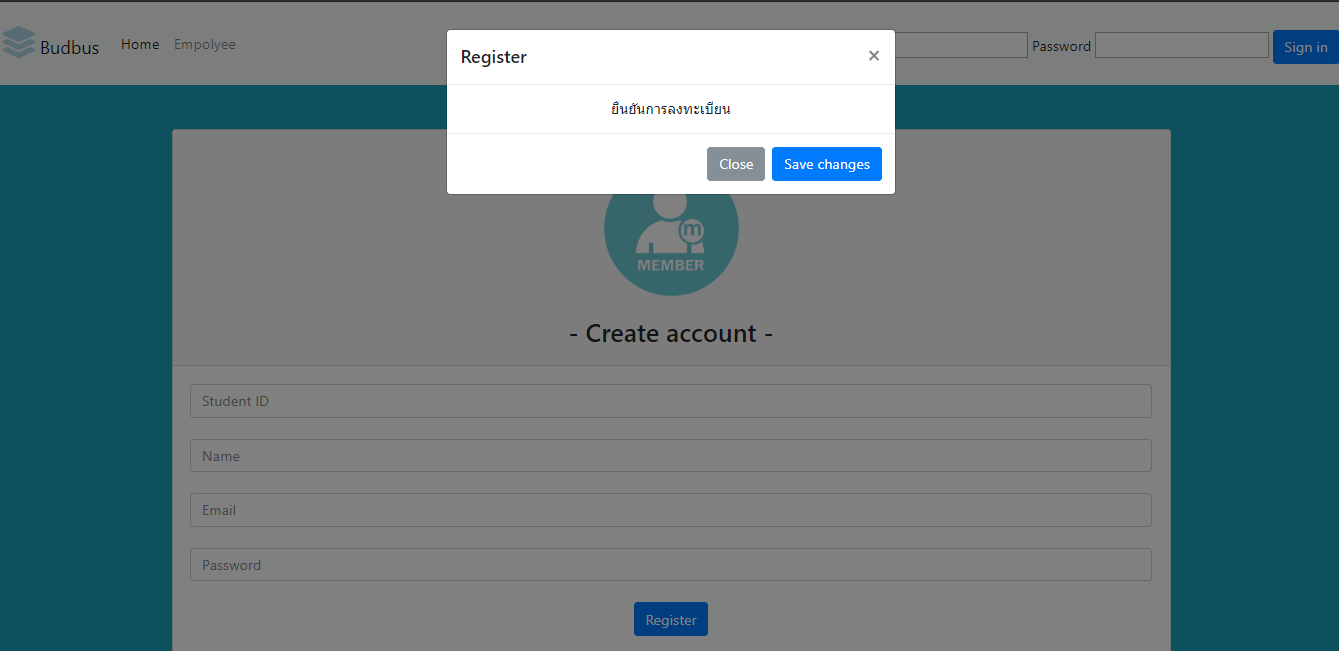 Budbus Home Empolyee Password Sign in
Register ×
ยืนยันการลงทะเบียน
Close Save changes
m
MEMBER
- Create account -
Student ID
Name
Email
Password
Register